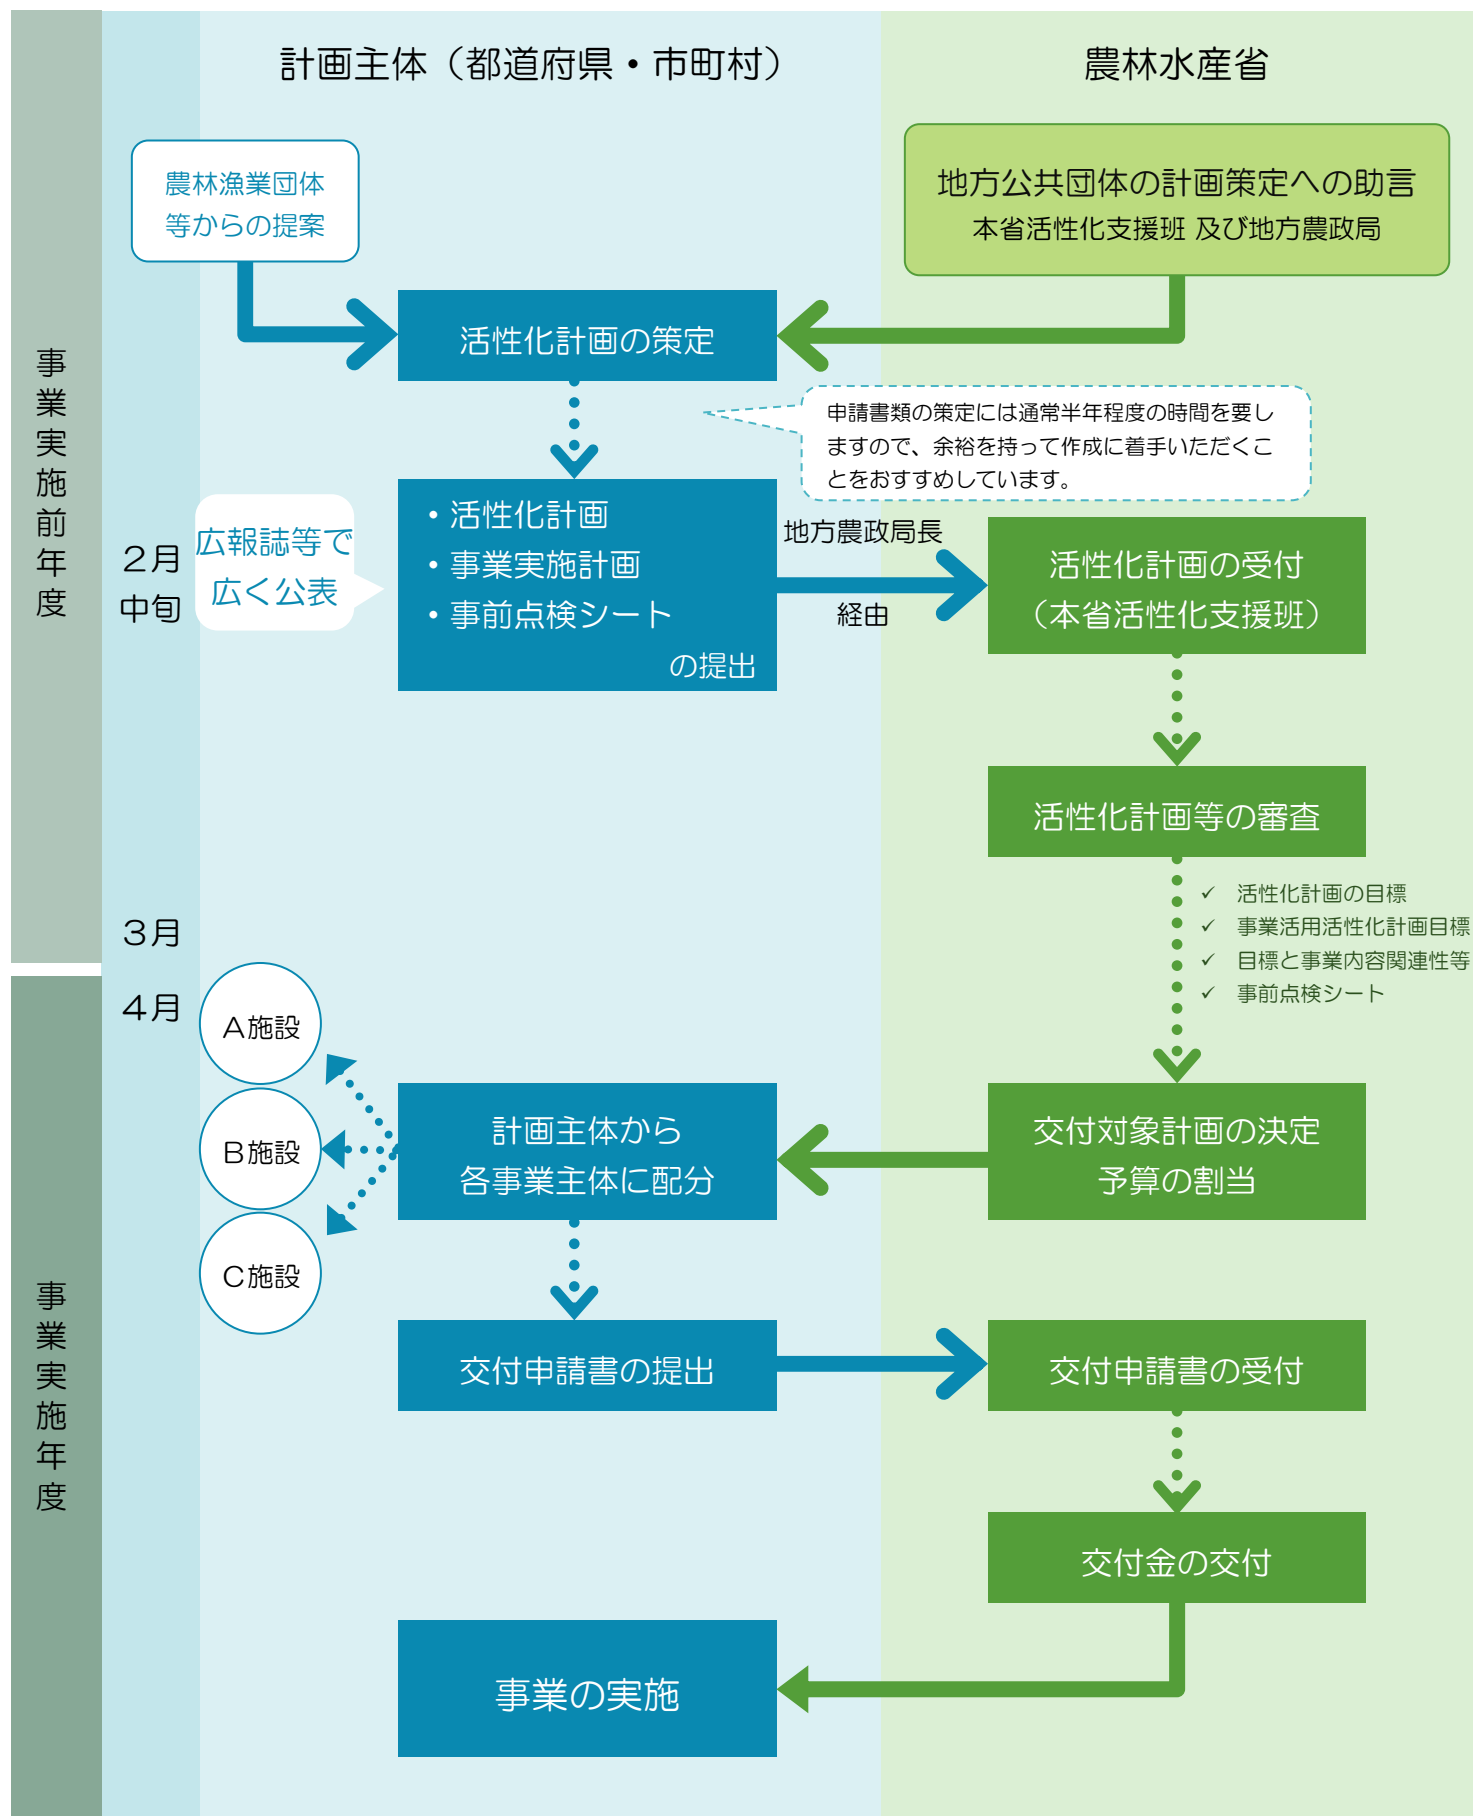 計画主体（都道府県・市町村）
農林水産省
農林漁業団体
等からの提案
地方公共団体の計画策定への助言
本省活性化支援班 及び地方農政局
活性化計画の策定
申請書類の策定には通常半年程度の時間を要し
ますので、余裕を持って作成に着手いただくこ
とをおすすめしています。
事業実施前年度
２月
中旬
広報誌等で
広く公表
・活性化計画
・事業実施計画
・事前点検シート
の提出
地方農政局長
経由
活性化計画の受付
（本省活性化支援班）
活性化計画等の審査
✓ 活性化計画の目標
✓ 事業活用活性化計画目標
✓ 目標と事業内容関連性等
✓ 事前点検シート
３月
４月
事業実施年度
Ａ施設
Ｂ施設
Ｃ施設
計画主体から
各事業主体に配分
交付対象計画の決定
予算の割当
交付申請書の提出
交付申請書の受付
交付金の交付
事業の実施